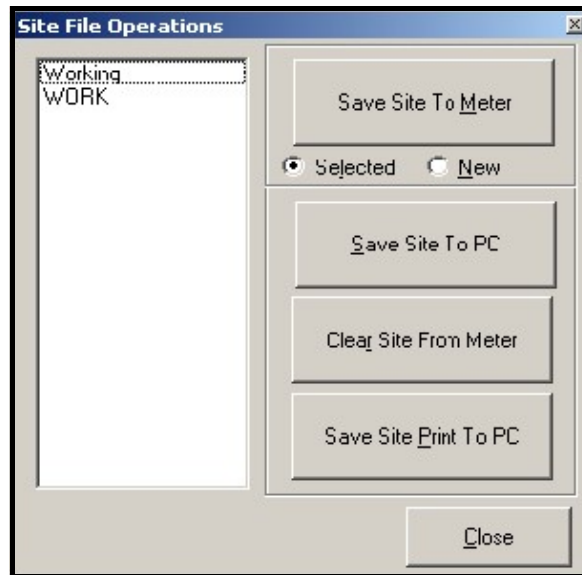 Site File Operations
Working
WORK
Save Site To Meter
Selected
New
Save Site To PC
Clear Site From Meter
Save Site Print To PC
Close